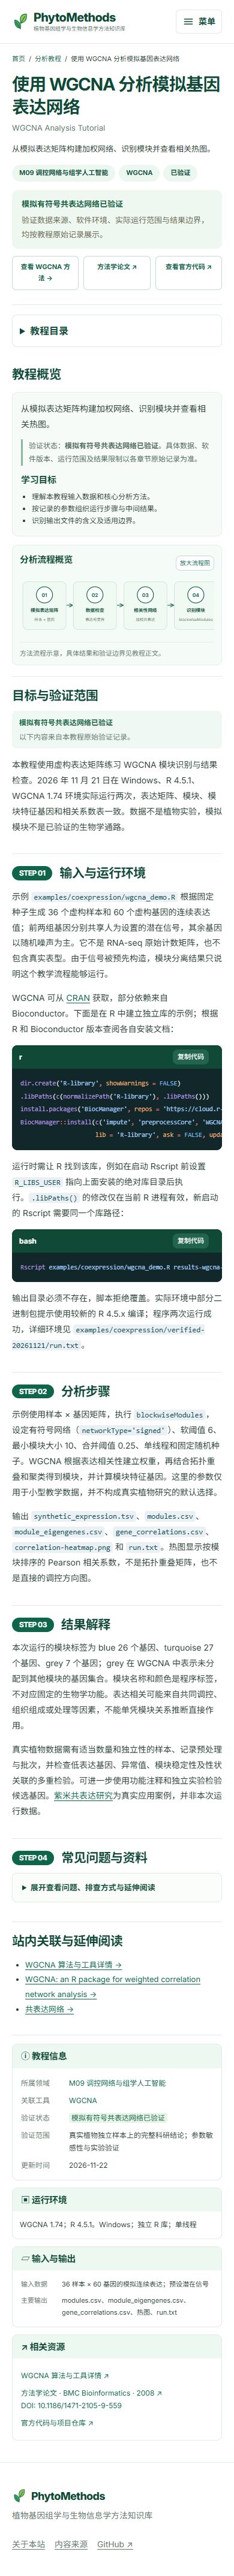 PhytoMethods
植物基因组学与生物信息学方法知识库
菜单
首页 / 分析教程 / 使用 WGCNA 分析模拟基因表达网络
使用 WGCNA 分析模拟基因
表达网络
WGCNA Analysis Tutorial
从模拟表达矩阵构建加权网络、识别模块并查看相关热图。
M09 调控网络与组学人工智能
WGCNA
已验证
模拟有符号共表达网络已验证
验证数据来源、软件环境、实际运行范围与结果边界，
均按教程原始记录展示。
查看 WGCNA 方
法 →
方法学论文 ↗
查看官方代码 ↗
▶ 教程目录
教程概览
从模拟表达矩阵构建加权网络、识别模块并查看相
关热图。
验证状态：模拟有符号共表达网络已验证。具体数据、软
件版本、运行范围及结果限制以各章节原始记录为准。
学习目标
理解本教程输入数据和核心分析方法。
按记录的参数组织运行步骤与中间结果。
识别输出文件的含义及适用边界。
分析流程概览
放大流程图
01
模拟表达矩阵
02
数据检查
03
相关性网络
04
识别模块
方法流程示意，具体结果和验证边界见教程正文。
目标与验证范围
模拟有符号共表达网络已验证
以下内容来自本教程原始验证记录。
本教程使用虚构表达矩阵练习 WGCNA 模块识别与结果
检查。2026 年 11 月 21 日在 Windows、R 4.5.1、
WGCNA 1.74 环境实际运行两次，表达矩阵、模块、模
块特征基因和相关系数表一致。数据不是植物实验，模拟
模块不是已验证的生物学通路。
STEP 01 输入与运行环境
示例 examples/coexpression/wgcna_demo.R 根据固定
种子生成 36 个虚构样本和 60 个虚构基因的连续表达
值；前两组基因分别共享人为设置的潜在信号，其余基因
以随机噪声为主。它不是 RNA-seq 原始计数矩阵，也不
包含真实表型。由于信号被预先构造，模块分离结果只说
明这个教学流程能够运行。
WGCNA 可从 CRAN 获取，部分依赖来自
Bioconductor。下面是在 R 中建立独立库的示例；根据
R 和 Bioconductor 版本查阅各自安装文档：
r
复制代码
dir.create('R-library', showWarnings = FALSE)
.libPaths(c(normalizePath('R-library'), .libPaths()))
install.packages('BiocManager', repos = 'https://cloud.r-
BiocManager::install(c('impute', 'preprocessCore', 'WGCNA
lib = 'R-library', ask = FALSE, upda
运行时需让 R 找到该库，例如在启动 Rscript 前设置
R_LIBS_USER 指向上面安装的绝对库目录后执
行。.libPaths() 的修改仅在当前 R 进程有效，新启动
的 Rscript 需要同一个库路径：
bash
复制代码
Rscript examples/coexpression/wgcna_demo.R results-wgcna-
输出目录必须不存在，脚本拒绝覆盖。实际环境中部分二
进制包提示使用较新的 R 4.5.x 编译；程序两次运行成
功，详细环境见 examples/coexpression/verified-
20261121/run.txt。
STEP 02 分析步骤
示例使用样本 × 基因矩阵，执行 blockwiseModules，
设定有符号网络（networkType='signed'）、软阈值 6、
最小模块大小 10、合并阈值 0.25、单线程和固定随机种
子。WGCNA 根据表达相关性建立权重，再结合拓扑重
叠和聚类得到模块，并计算模块特征基因。这里的参数仅
用于小型教学数据，并不构成真实植物研究的默认选择。
输出 synthetic_expression.tsv、modules.csv、
module_eigengenes.csv、gene_correlations.csv、
correlation-heatmap.png 和 run.txt。热图显示按模
块排序的 Pearson 相关系数，不是拓扑重叠矩阵，也不
是直接的调控方向图。
STEP 03 结果解释
本次运行的模块标签为 blue 26 个基因、turquoise 27
个基因、grey 7 个基因；grey 在 WGCNA 中表示未分
配到其他模块的基因集合。模块名称和颜色是程序标签，
不对应固定的生物学功能。表达相关可能来自共同调控、
组织组成或处理等因素，不能单凭模块关系推断直接作
用。
真实植物数据需有适当数量和独立性的样本、记录预处理
与批次，并检查低表达基因、异常值、模块稳定性及性状
关联的多重检验。可进一步使用功能注释和独立实验检验
候选基因。紫米共表达研究为真实应用案例，并非本次运
行数据。
STEP 04 常见问题与资料
▶ 展开查看问题、排查方式与延伸阅读
站内关联与延伸阅读
WGCNA 算法与工具详情 →
WGCNA: an R package for weighted correlation
network analysis →
共表达网络 →
教程信息
所属领域 M09 调控网络与组学人工智能
关联工具 WGCNA
验证状态 模拟有符号共表达网络已验证
验证范围 真实植物独立样本上的完整科研结论；参数敏
感性与实验验证
更新时间 2026-11-22
运行环境
WGCNA 1.74；R 4.5.1。Windows；独立 R 库；单线程
输入与输出
输入数据 36 样本 × 60 基因的模拟连续表达；预设潜在信号
主要输出 modules.csv、module_eigengenes.csv、
gene_correlations.csv、热图、run.txt
↗ 相关资源
WGCNA 算法与工具详情 ↗
方法学论文 · BMC Bioinformatics · 2008 ↗
DOI: 10.1186/1471-2105-9-559
官方代码与项目仓库 ↗
PhytoMethods
植物基因组学与生物信息学方法知识库
关于本站 内容来源 GitHub ↗